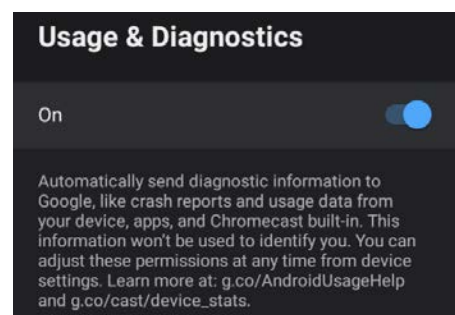 Usage & Diagnostics
On
Automatically send diagnostic information to
Google, like crash reports and usage data from
your device, apps, and Chromecast built-in. This
information won't be used to identify you. You can
adjust these permissions at any time from device
settings. Learn more at: g.co/AndroidUsageHelp
and g.co/cast/device_stats.